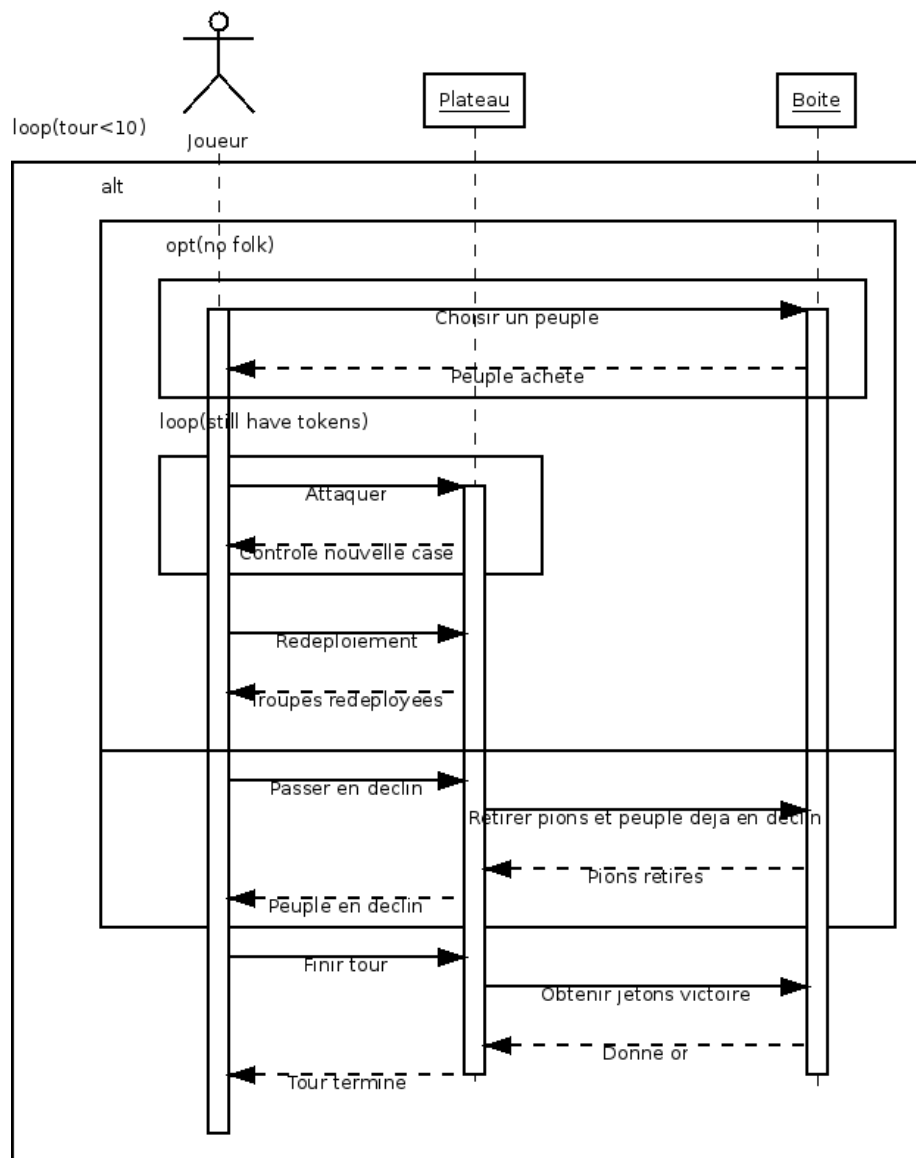 Plateau
Boite
loop(tour<10)
Joueur
alt
opt(no folk)
Choisir un peuple
Peuple achete
loop(still have tokens)
Attaquer
Controle nouvelle case
Redeploiement
Troupes redeployees
Passer en declin
Retirer pions et peuple deja en declin
Pions retires
Peuple en declin
Finir tour
Obtenir jetons victoire
Donne or
Tour termine